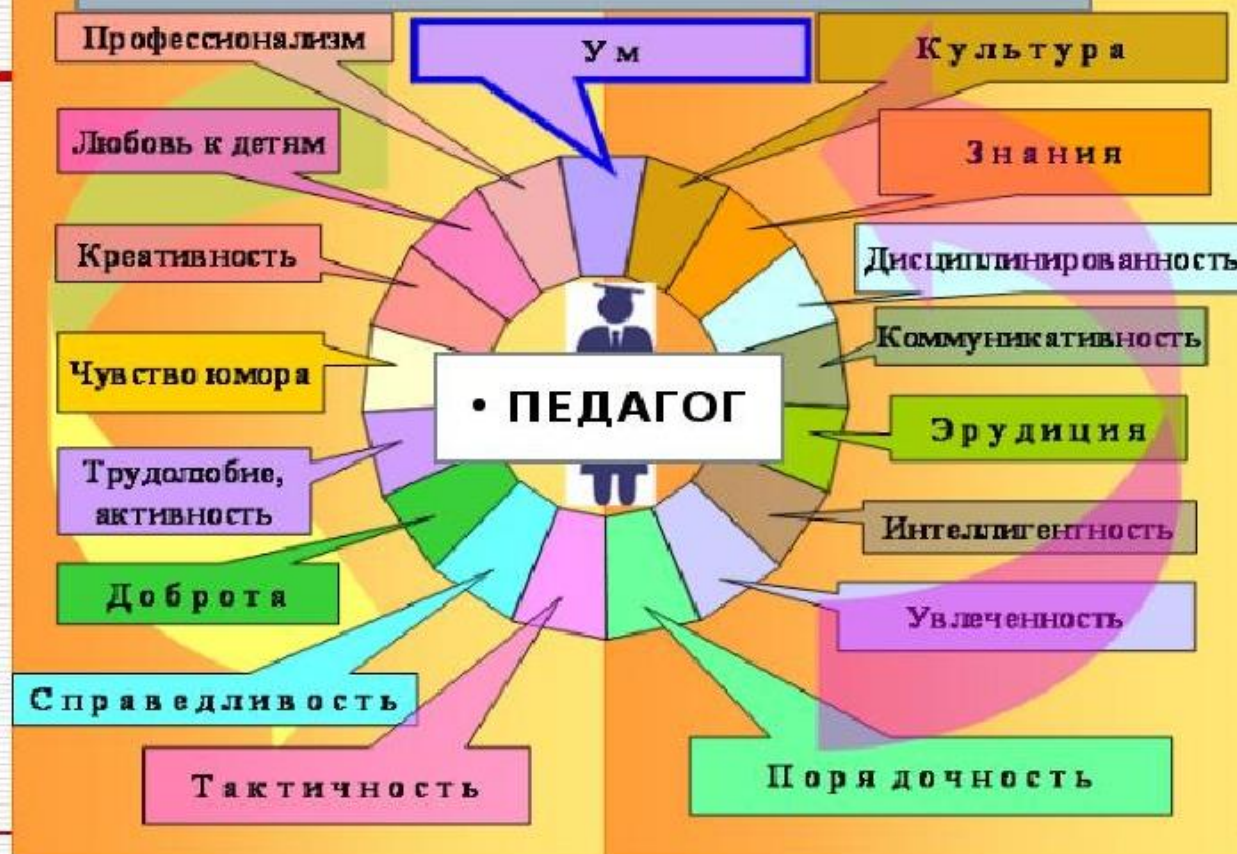 Профессионализм
Ум
Культура
Любовь к детям
Знания
Креативность
Дисциплинированность
Коммуникативность
Чувство юмора
• ПЕДАГОГ
Эрудиция
Трудолюбие,
активность
Интеллигентность
Доброта
Увлеченность
Справедливость
Тактичность
Порядочность